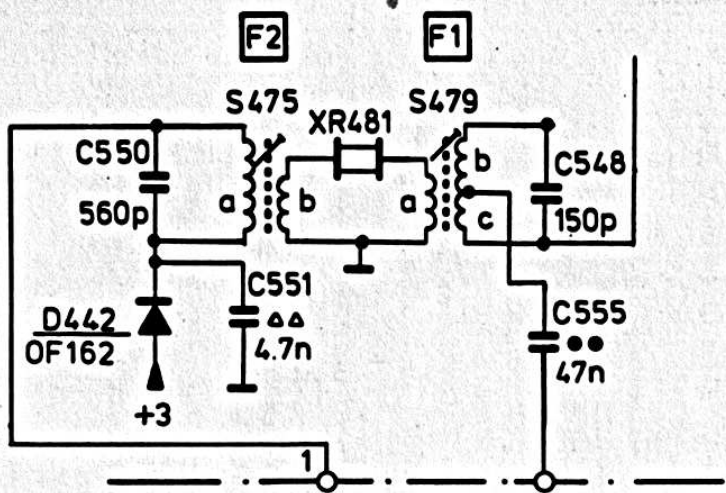 F2 F1
S475 S479
XR481
C550 b C548
560p a b a c 150p
C551
D442 △△ C555
OF162 4.7n ●●
+3 47n
1